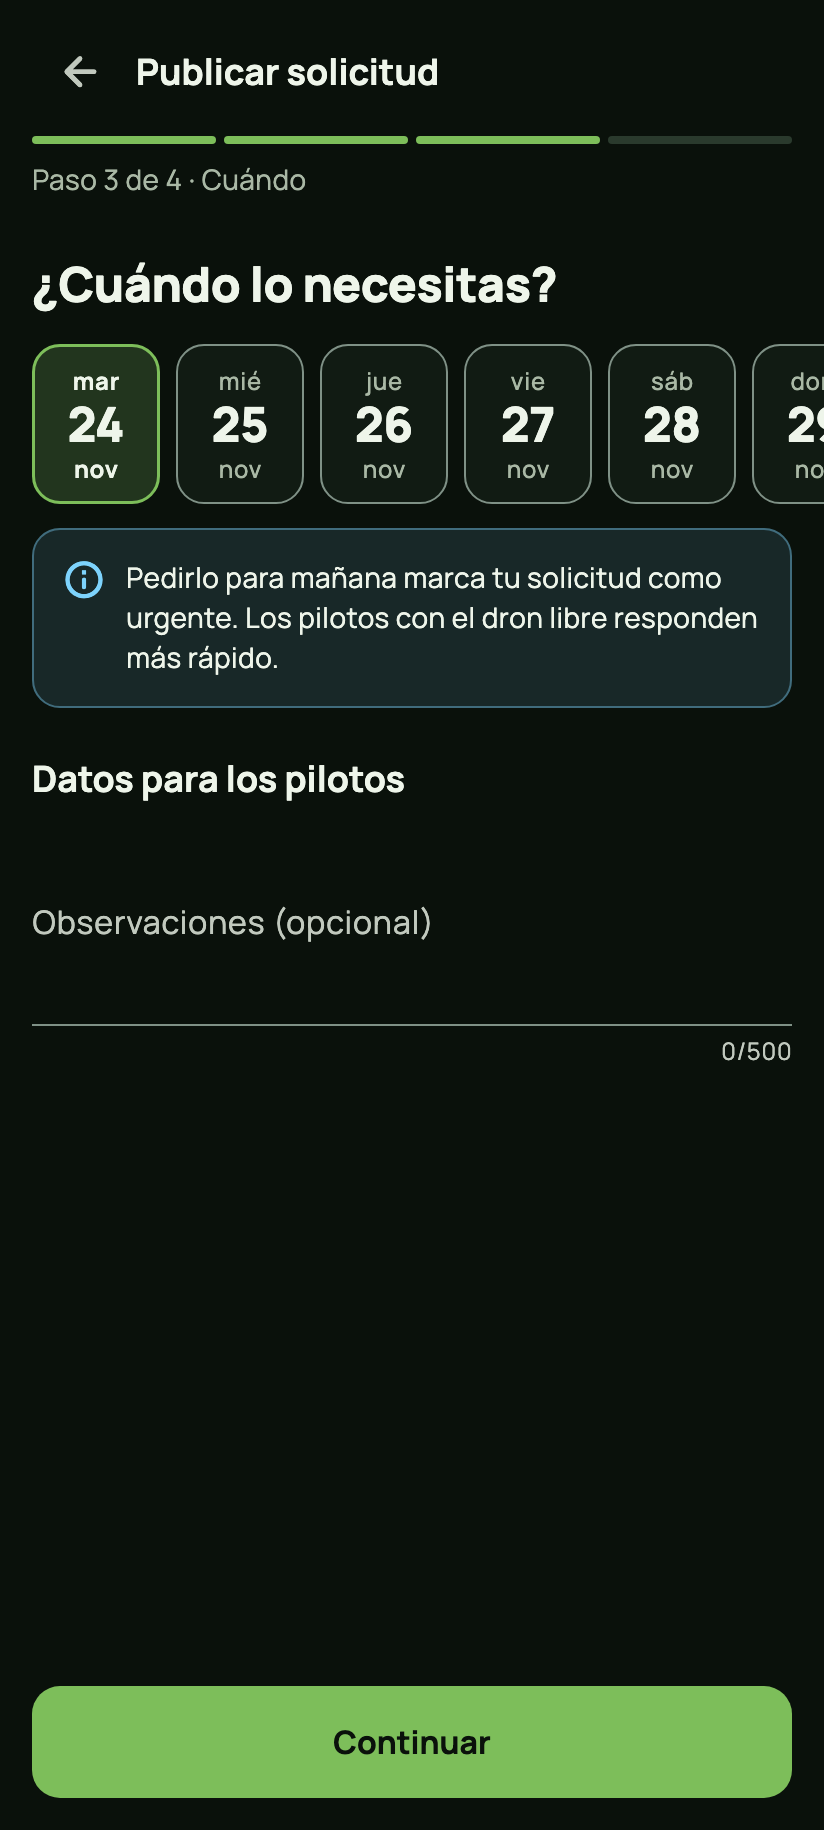 Publicar solicitud
Paso 3 de 4 · Cuándo
¿Cuándo lo necesitas?
mar
24
nov
mié
25
nov
jue
26
nov
vie
27
nov
sáb
28
nov
Pedirlo para mañana marca tu solicitud como
urgente. Los pilotos con el dron libre responden
más rápido.
Datos para los pilotos
Observaciones (opcional)
0/500
Continuar